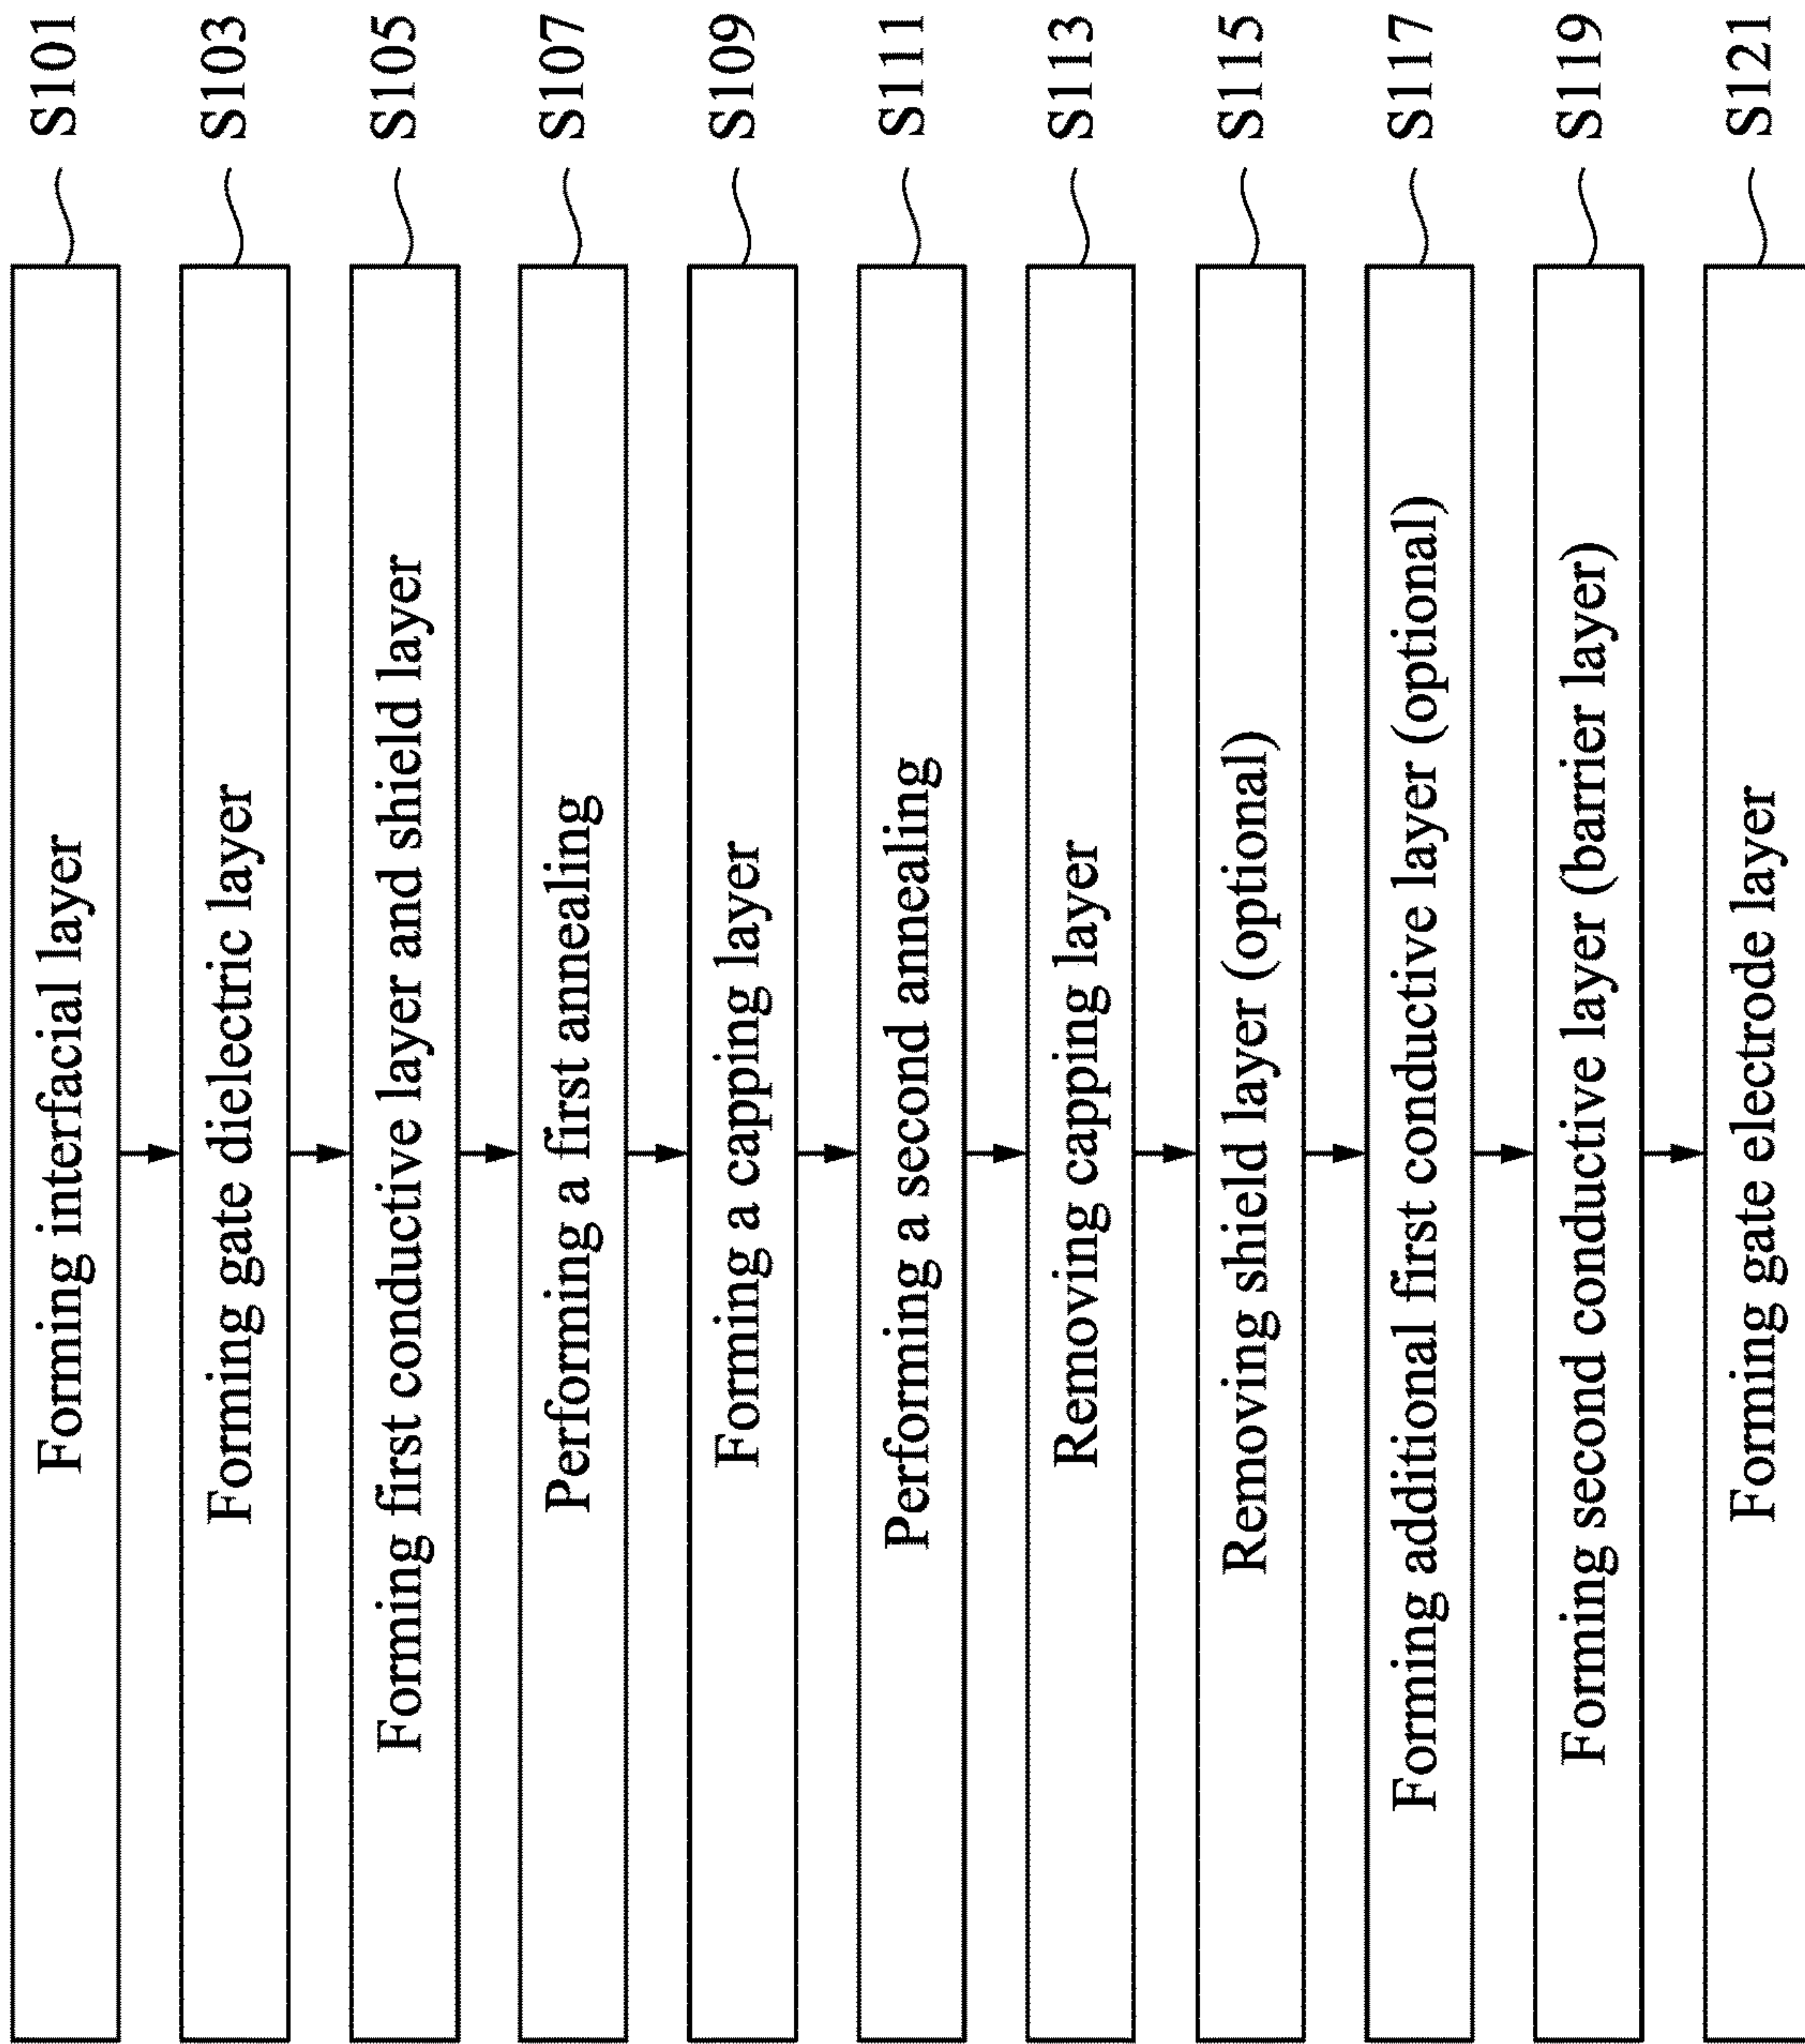 Forming interfacial layer S101
Forming gate dielectric layer S103
Forming first conductive layer and shield layer S105
Performing a first annealing S107
Forming a capping layer S109
Performing a second annealing S111
Removing capping layer S113
Removing shield layer (optional) S115
Forming additional first conductive layer (optional) S117
Forming second conductive layer (barrier layer) S119
Forming gate electrode layer S121